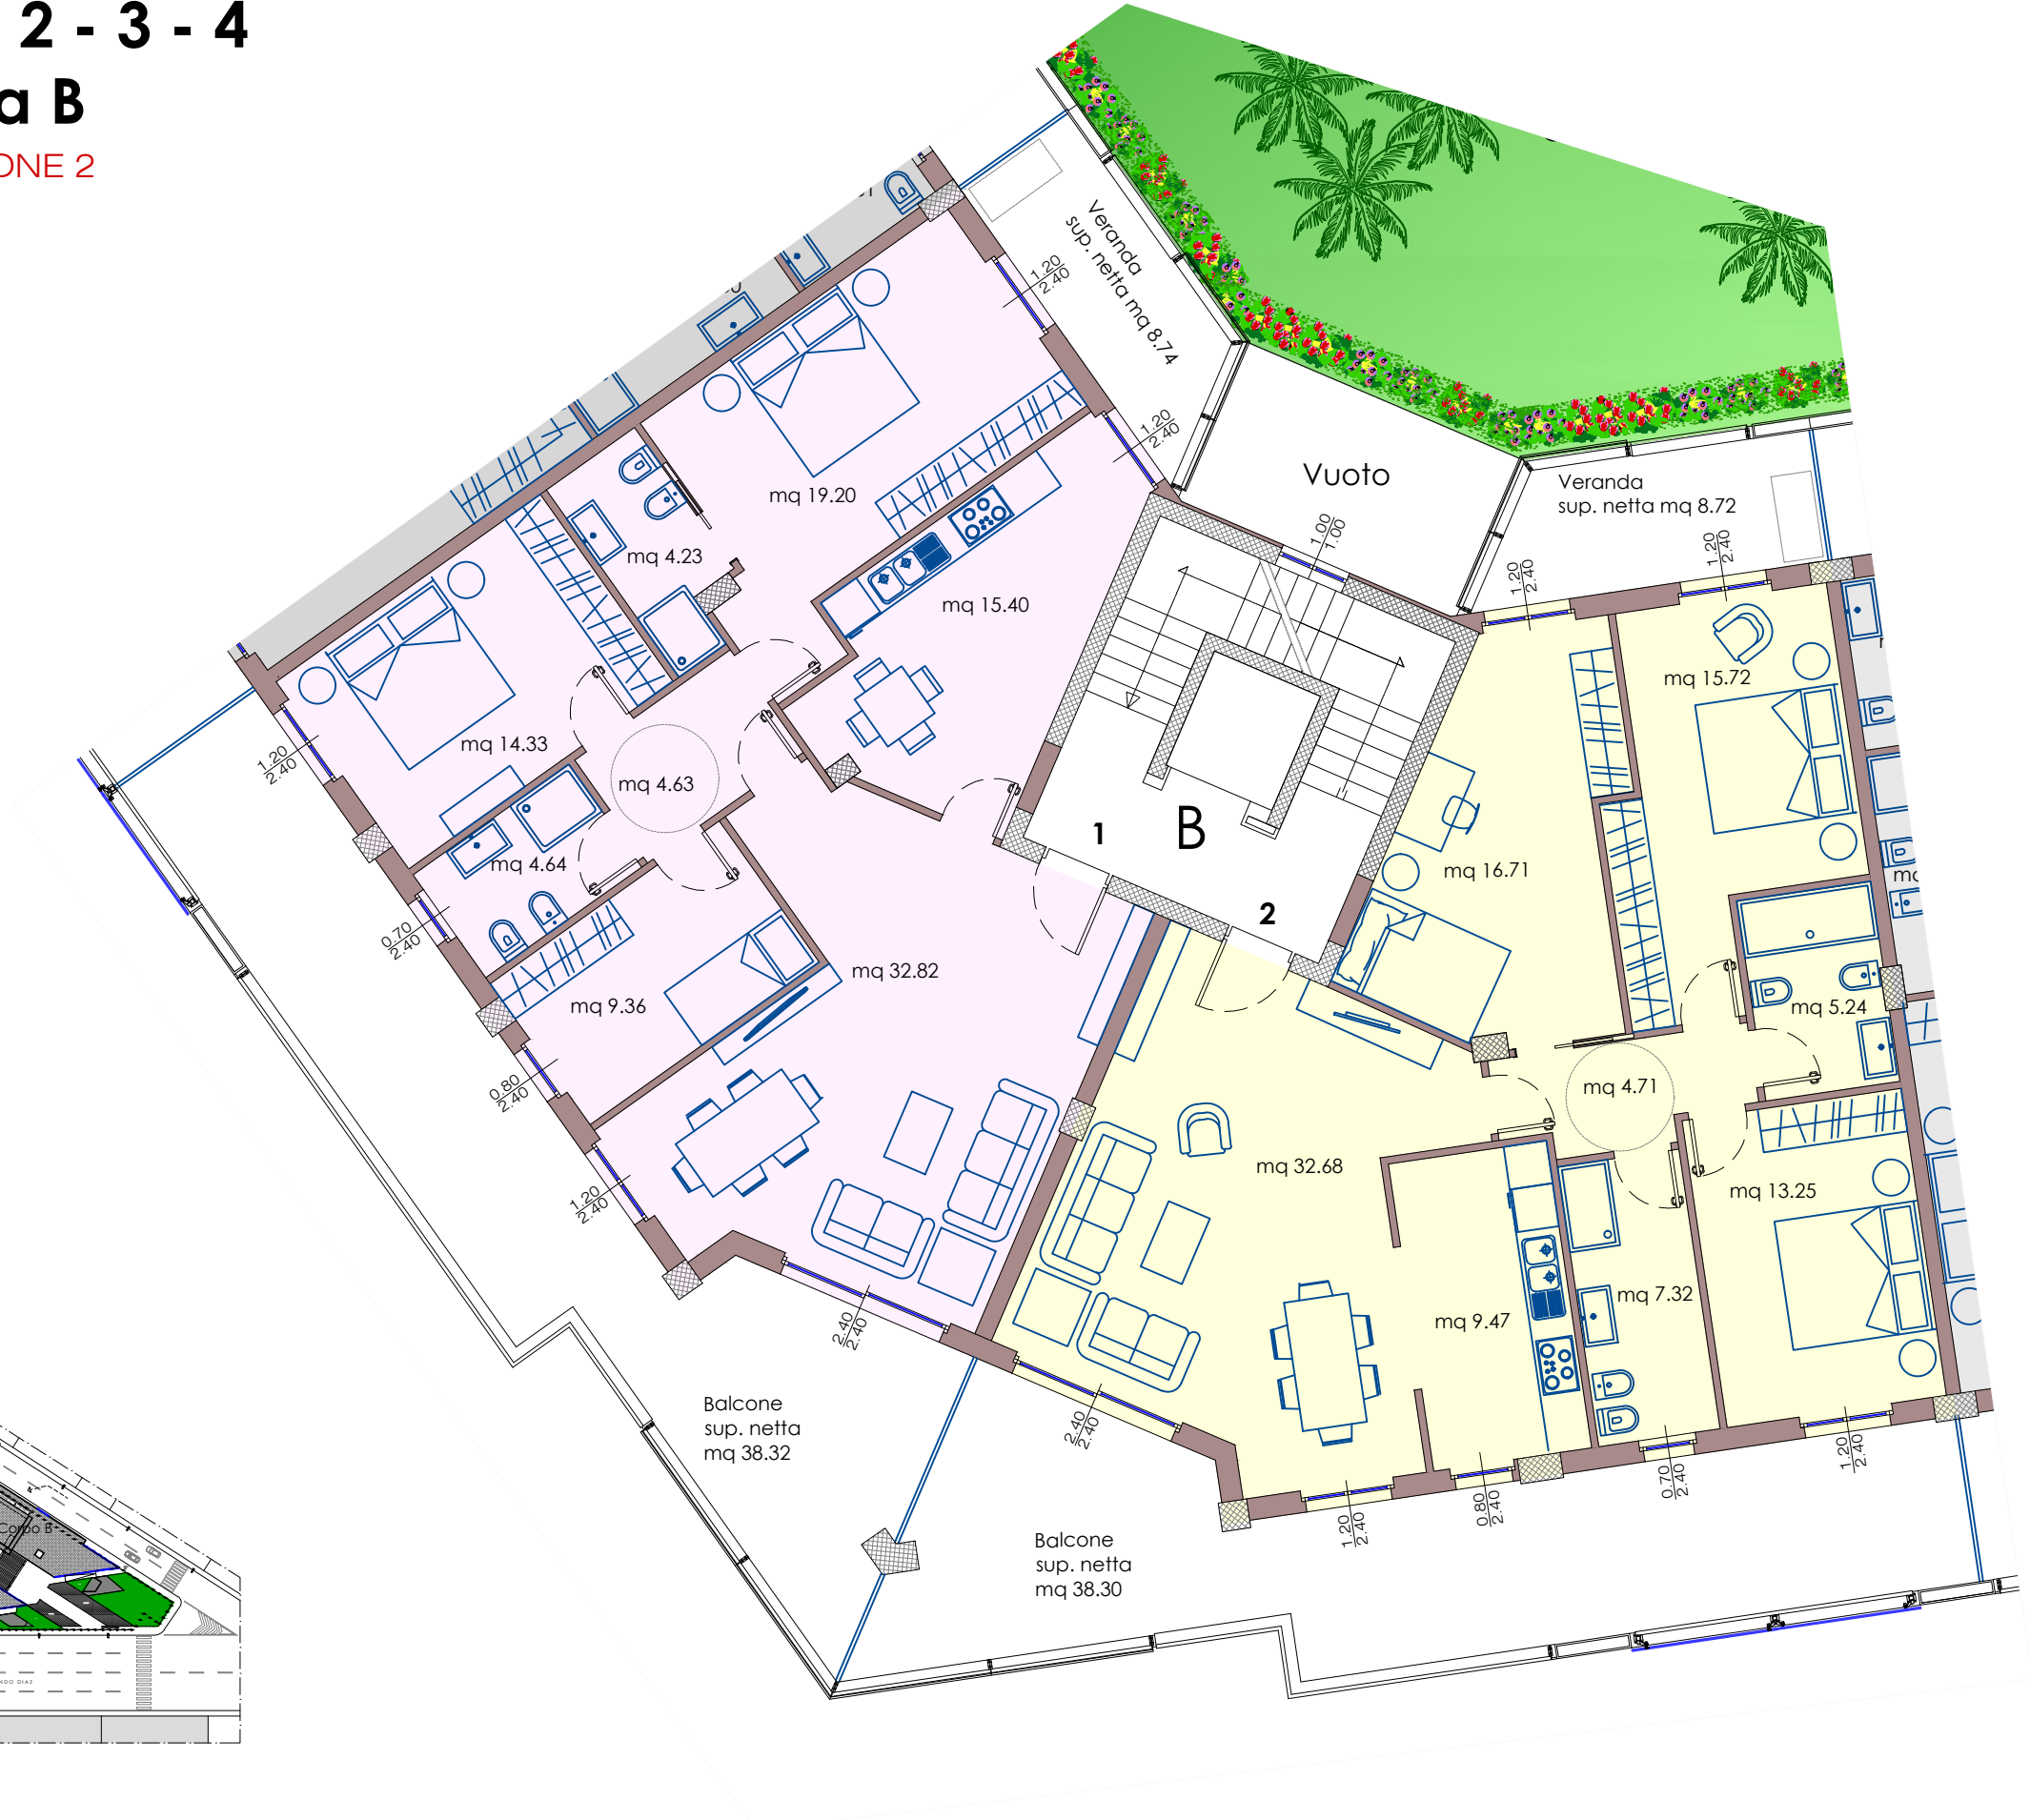 2 - 3 - 4
a B
ONE 2
Veranda
sup. netta mq 8.74
1.20
2.40
1.20
2.40
Vuoto
Veranda
sup. netta mq 8.72
1.00
1.00
1.20
2.40
1.20
2.40
mq 19.20
mq 4.23
mq 15.40
mq 15.72
mq 14.33
1.20
2.40
mq 4.63
mq 4.64
1
B
2
mq 16.71
0.70
2.40
mq 32.82
mq 9.36
mq 5.24
0.80
2.40
mq 4.71
mq 32.68
mq 13.25
1.20
2.40
mq 7.32
mq 9.47
2.40
2.40
2.40
2.40
Balcone
sup. netta
mq 38.32
1.20
2.40
0.80
2.40
0.70
2.40
1.20
2.40
Balcone
sup. netta
mq 38.30
Corpo B
NDO DIAZ